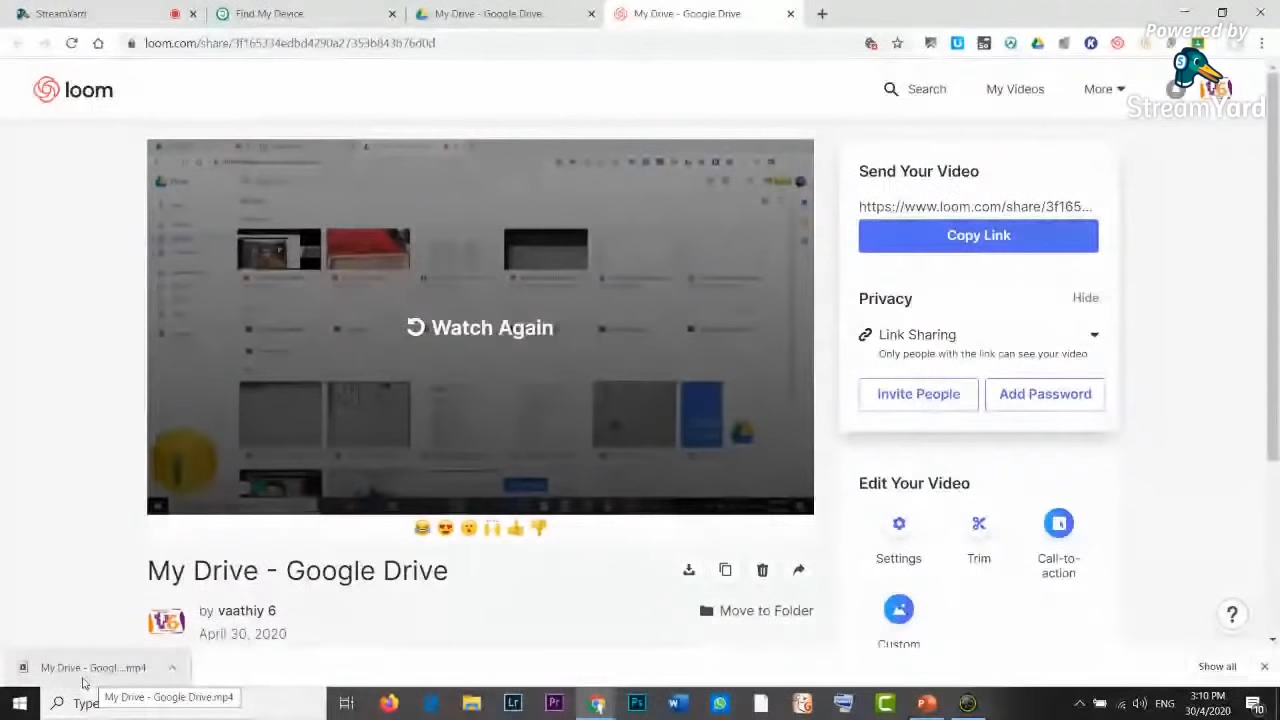 StreamYard
Find My Device
My Drive - Google Drive
My Drive - Google Drive
Powered by
StreamYard
loom.com/share/3f165334edbd4290a27353b843b76d0d
loom
Search
My Videos
More
Watch Again
Send Your Video
https://www.loom.com/share/3f165...
Copy Link
Privacy
Hide
Link Sharing
Only people with the link can see your video
Invite People
Add Password
Edit Your Video
Settings
Trim
Call-to-
action
Custom
My Drive - Google Drive
by vaathiy 6
April 30, 2020
Move to Folder
?
My Drive - Googl....mp4
Show all
Type
My Drive - Google Drive.mp4
Lr
Pr
Ps
ENG
3:10 PM
30/4/2020